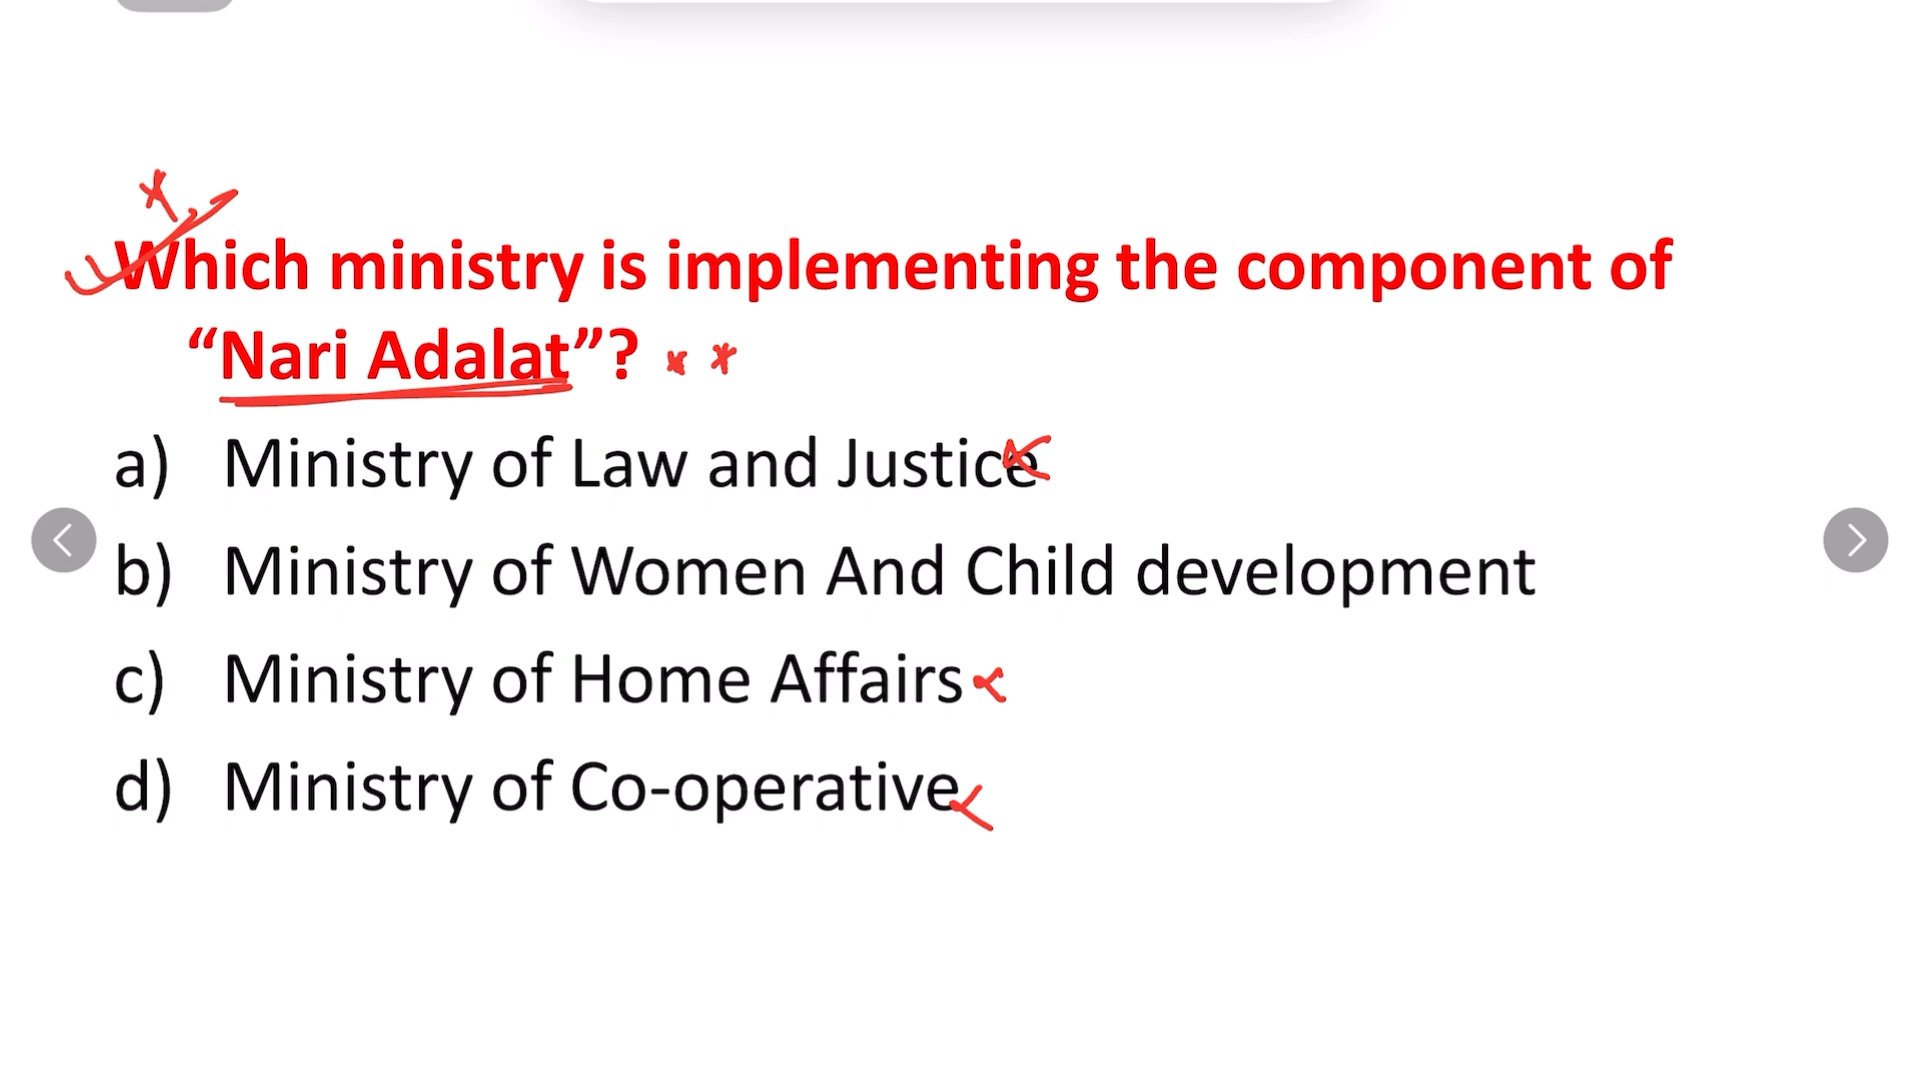 Which ministry is implementing the component of
“Nari Adalat”?
a) Ministry of Law and Justice
b) Ministry of Women And Child development
c) Ministry of Home Affairs
d) Ministry of Co-operative